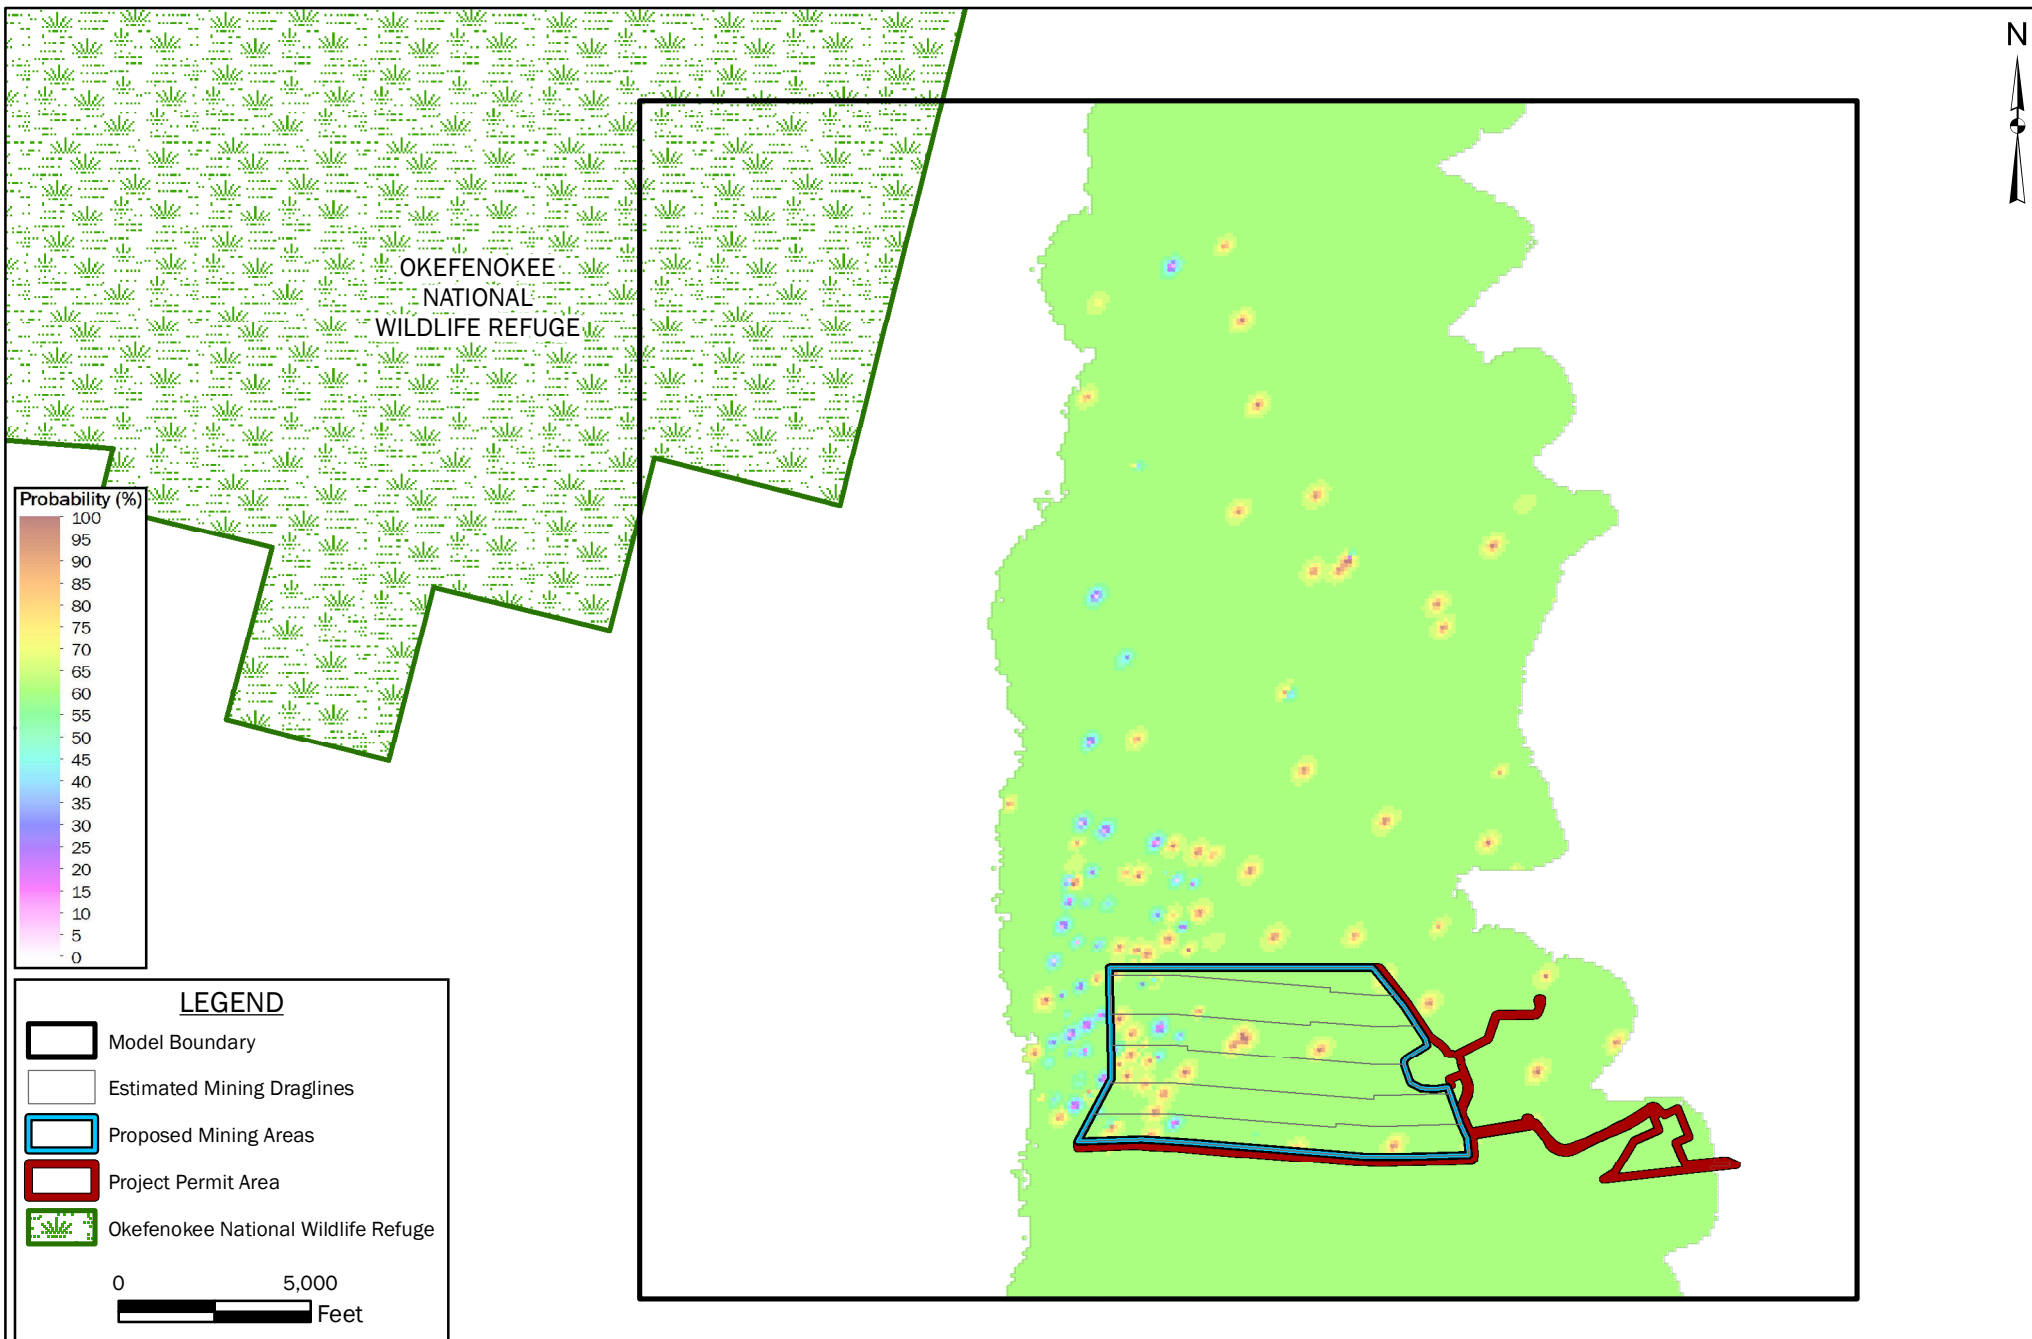 N
OKEFENOKEE
NATIONAL
WILDLIFE REFUGE
Probability (%)
100
95
90
85
80
75
70
65
60
55
50
45
40
35
30
25
20
15
10
5
0
LEGEND
Model Boundary
Estimated Mining Draglines
Proposed Mining Areas
Project Permit Area
Okefenokee National Wildlife Refuge
0 5,000
Feet